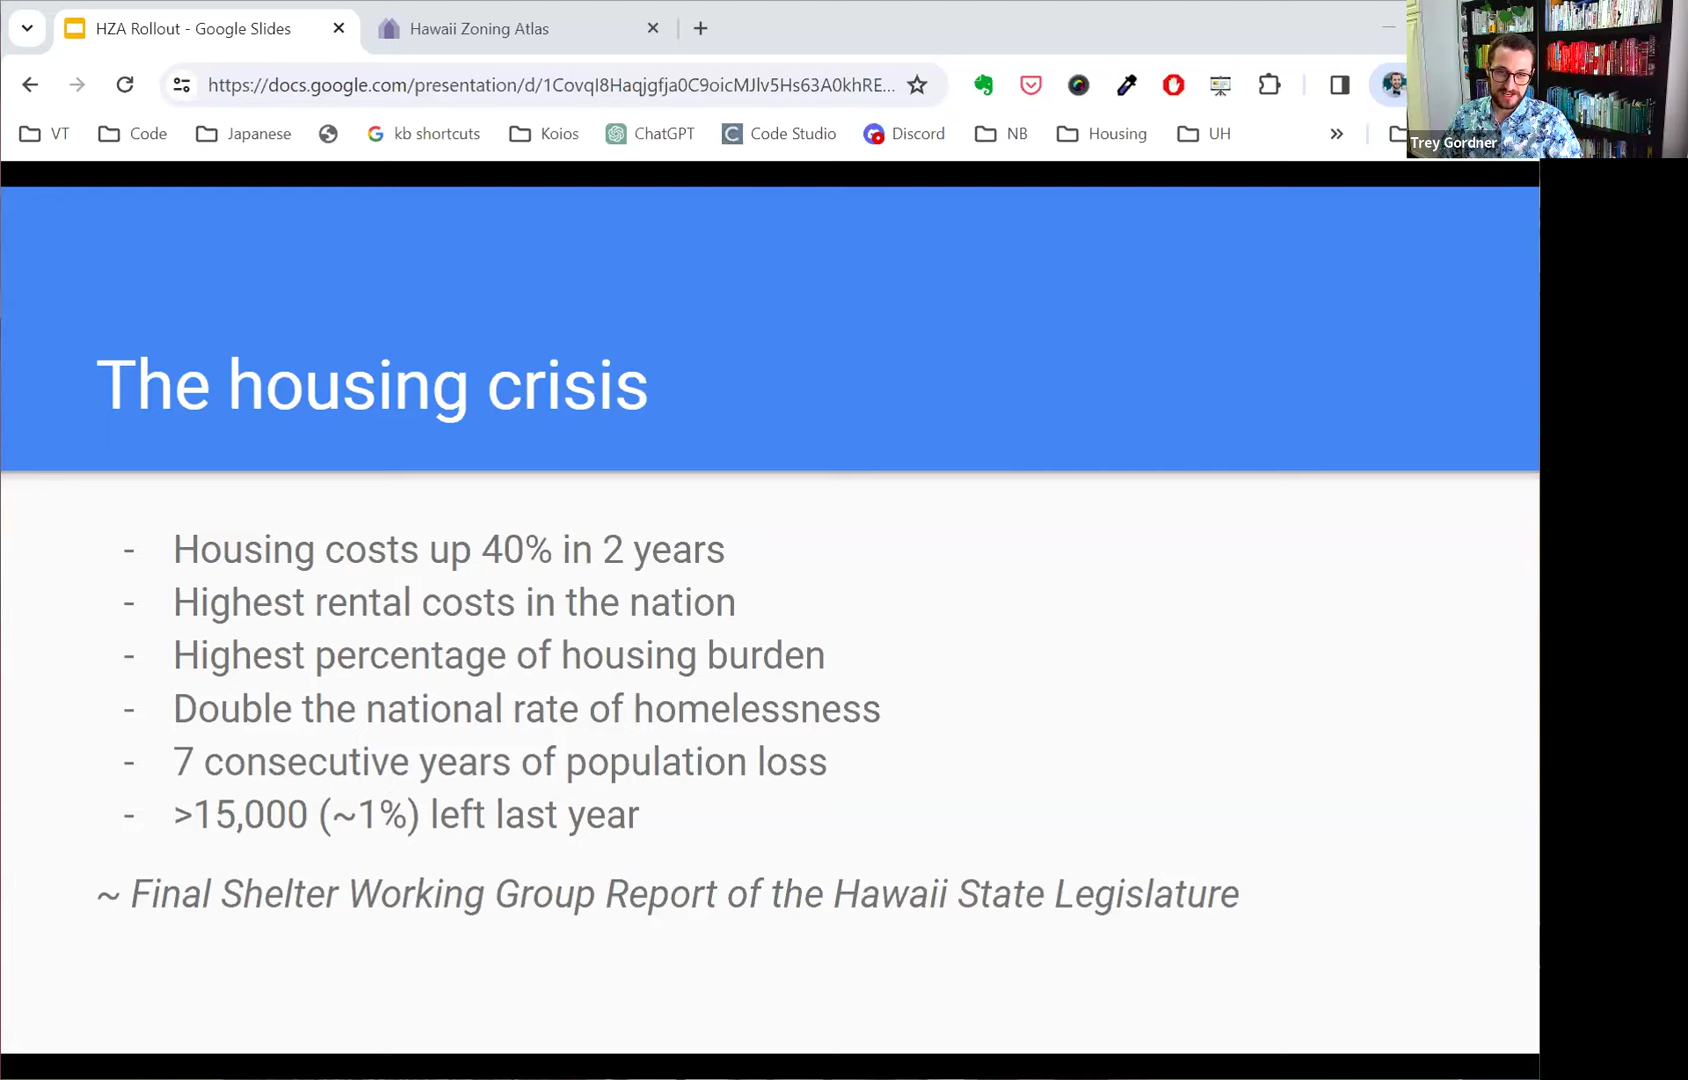 HZA Rollout - Google Slides
Hawaii Zoning Atlas
https://docs.google.com/presentation/d/1CovqI8Haqjgfja0C9oicMJlv5Hs63A0khRE...
VT
Code
Japanese
kb shortcuts
Koios
ChatGPT
Code Studio
Discord
NB
Housing
UH
Trey Gordner
The housing crisis
- Housing costs up 40% in 2 years
- Highest rental costs in the nation
- Highest percentage of housing burden
- Double the national rate of homelessness
- 7 consecutive years of population loss
- >15,000 (~1%) left last year
~ Final Shelter Working Group Report of the Hawaii State Legislature